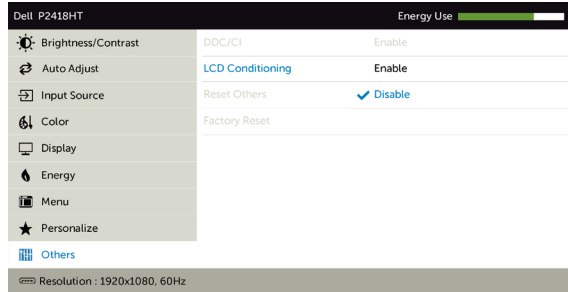 Dell P2418HT Energy Use
Brightness/Contrast DDC/CI Enable
Auto Adjust LCD Conditioning Enable
Input Source Reset Others Disable
Color Factory Reset
Display
Energy
Menu
Personalize
Others
Resolution : 1920x1080, 60Hz